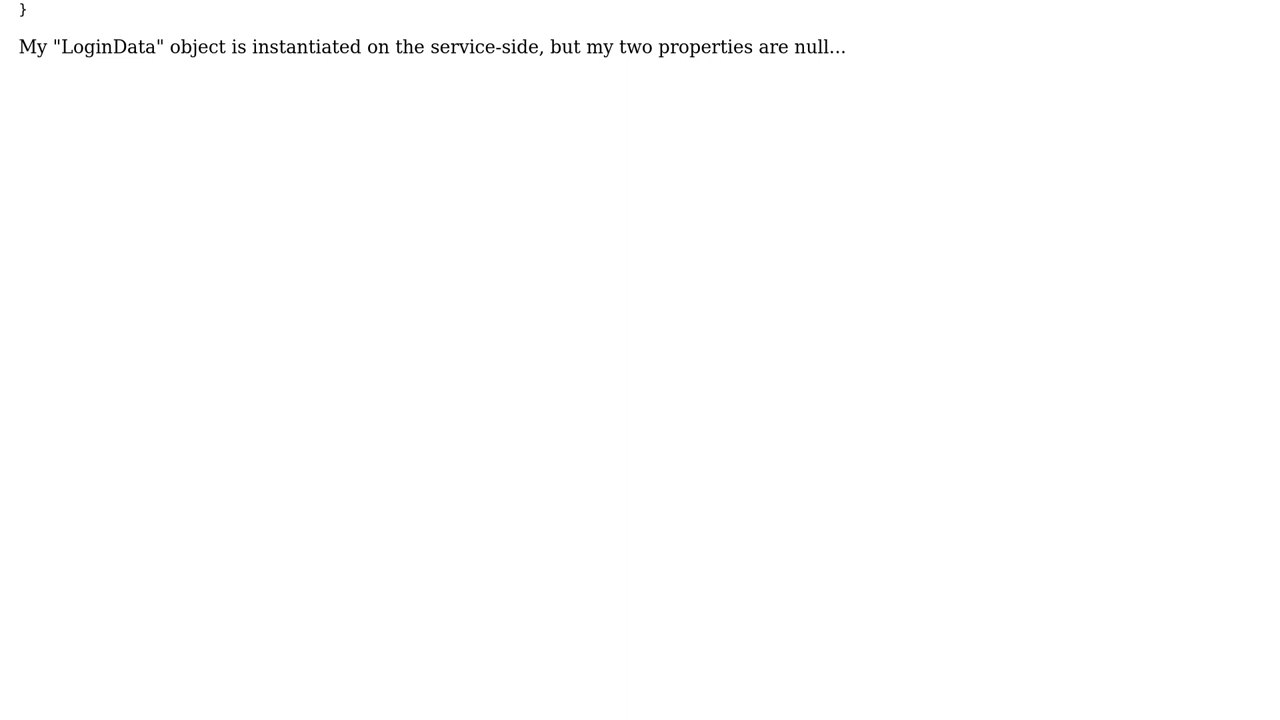 }
My "LoginData" object is instantiated on the service-side, but my two properties are null...